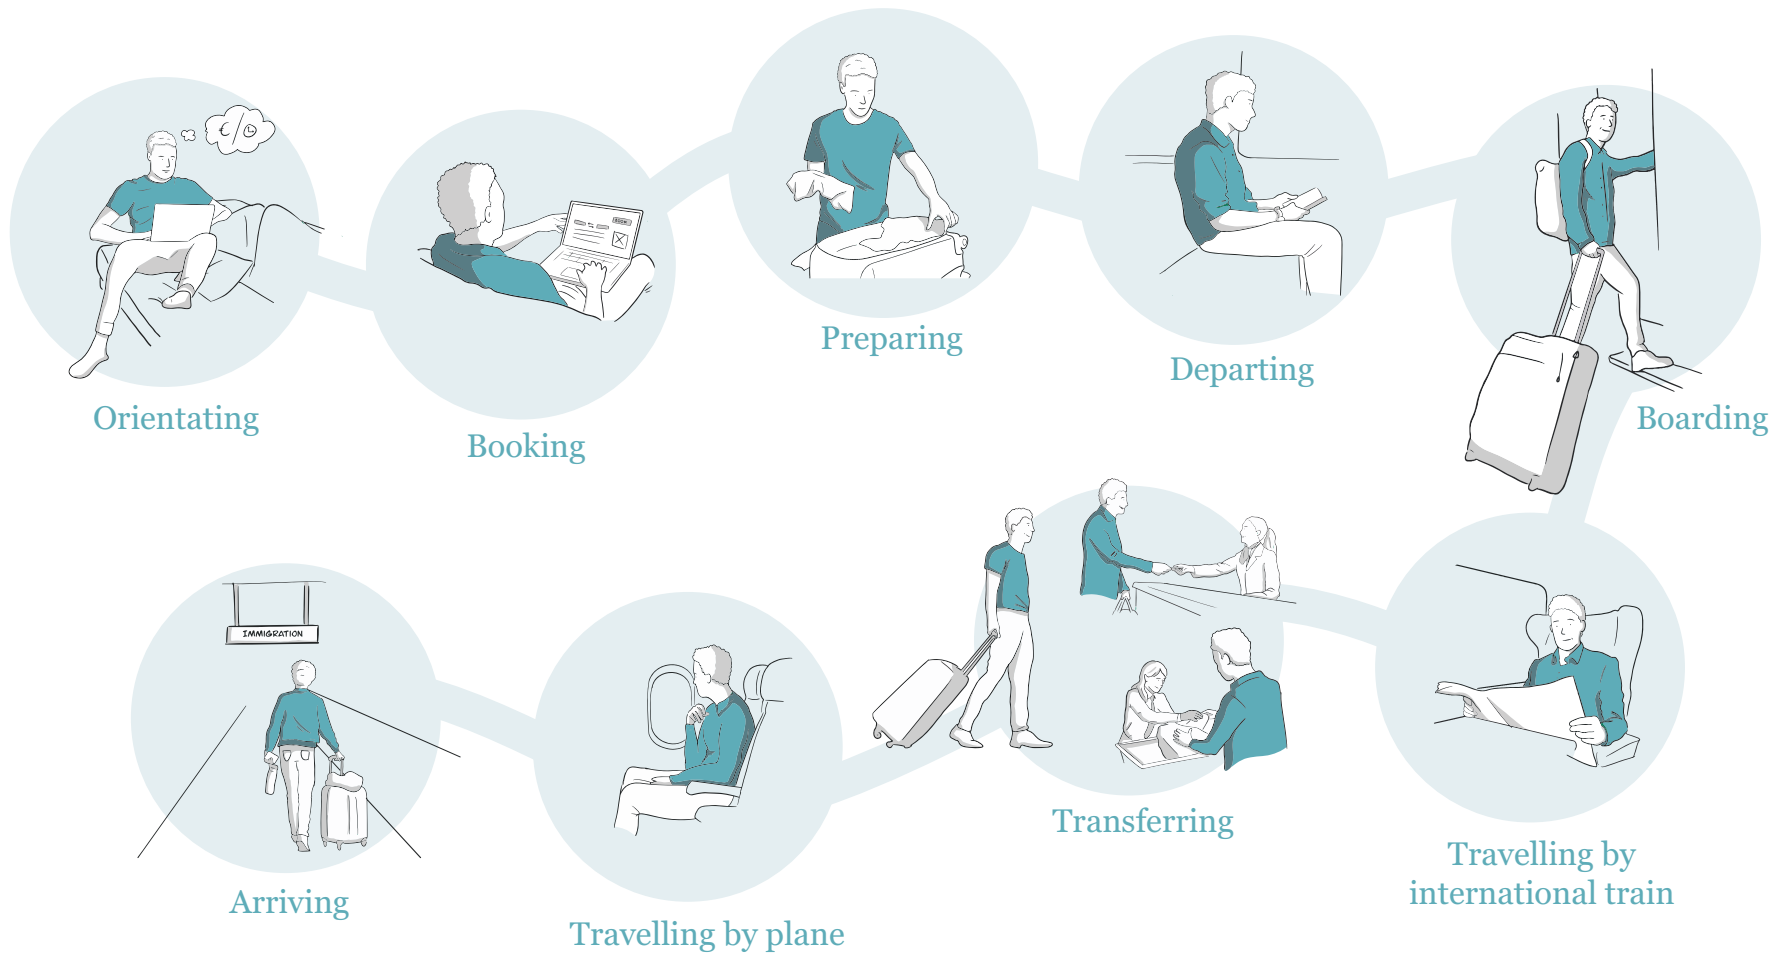 Orientating
Booking
Preparing
Departing
Boarding
Travelling by
international train
Transferring
Travelling by plane
IMMIGRATION
Arriving